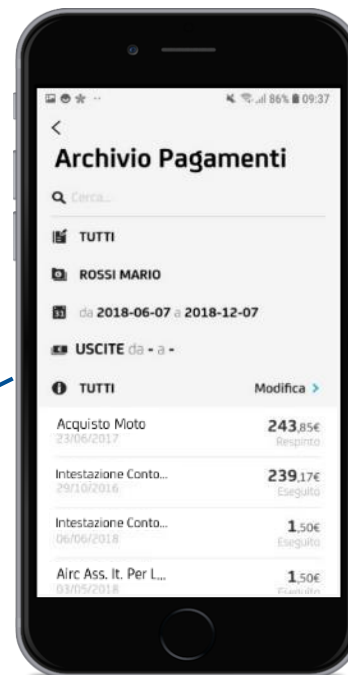 86% 09:37
<
Archivio Pagamenti
Cerca...
TUTTI
ROSSI MARIO
31 da 2018-06-07 a 2018-12-07
USCITE da - a -
TUTTI Modifica >
Acquisto Moto 243,85€
23/06/2017 Respinto
Intestazione Conto... 239,17€
29/10/2016 Eseguito
Intestazione Conto... 1,50€
06/06/2018 Eseguito
Airc Ass. It. Per L... 1,50€
03/05/2018 Eseguito